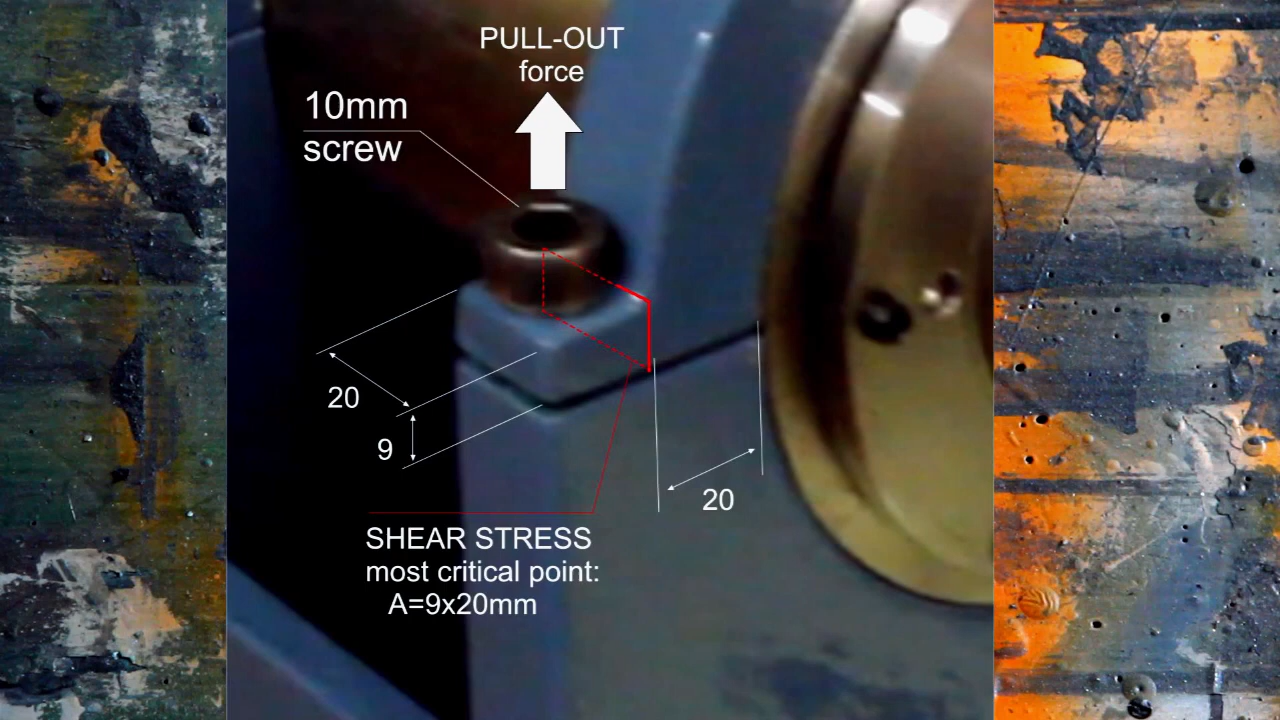 PULL-OUT
force
10mm
screw
20
9
20
SHEAR STRESS
most critical point:
A=9x20mm